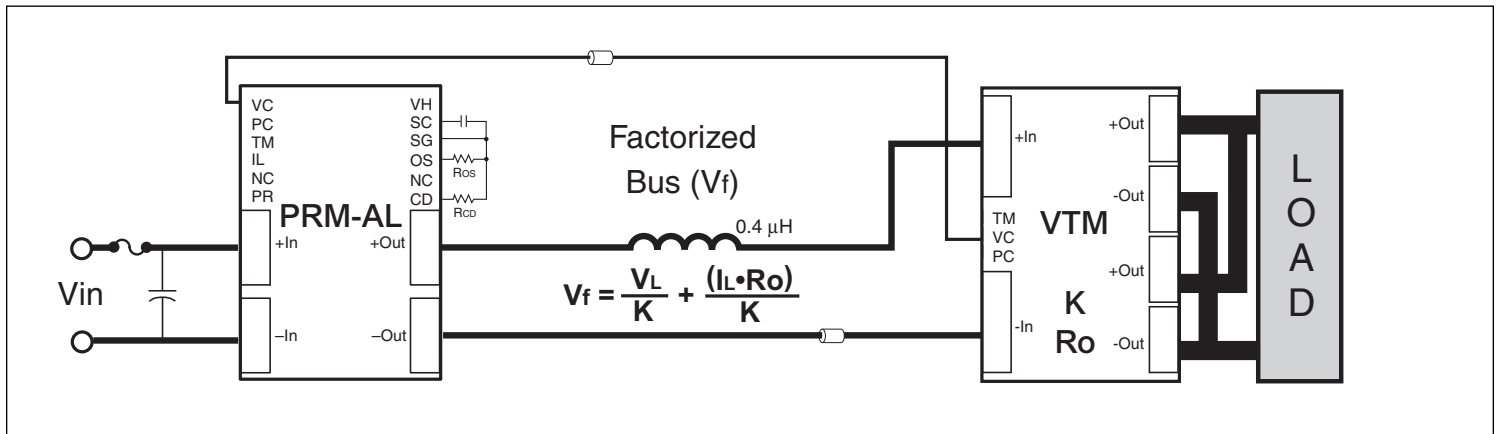 Vin
VC
PC
TM
IL
NC
PR
VH
SC
SG
OS
NC
CD
ROS
RCD
PRM-AL
+In
+Out
–In
–Out
Factorized
Bus (Vf)
0.4 µH
Vf = VL/K + (IL•Ro)/K
+In
TM
VC
PC
-In
VTM
K
Ro
+Out
-Out
+Out
-Out
LOAD